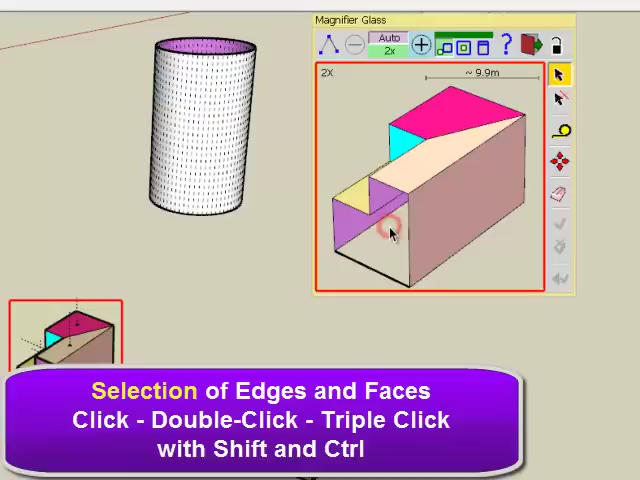 Magnifier Glass
Auto
2x
?
2X
~ 9.9m
Selection of Edges and Faces
Click - Double-Click - Triple Click
with Shift and Ctrl